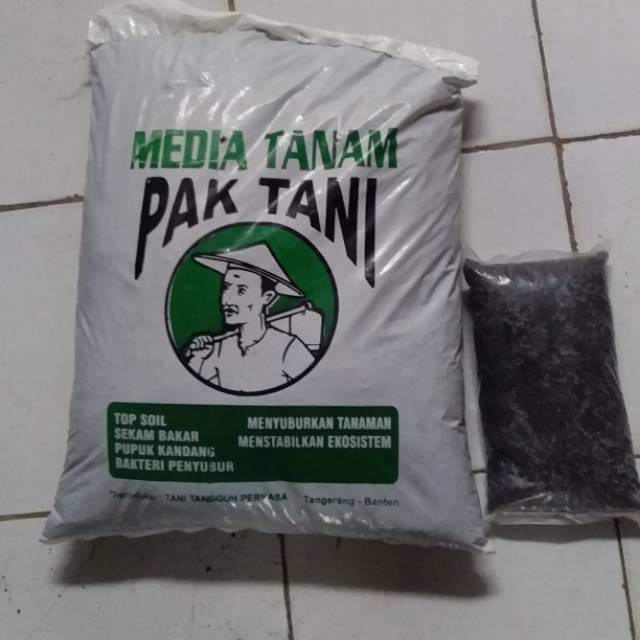 MEDIA TANAM
PAK TANI
TOP SOIL
SEKAM BAKAR
PUPUK KANDANG
BAKTERI PENYUBUR
MENYUBURKAN TANAMAN
MENSTABILKAN EKOSISTEM
: TANI TANGGUH PERKASA Tangerang - Banten